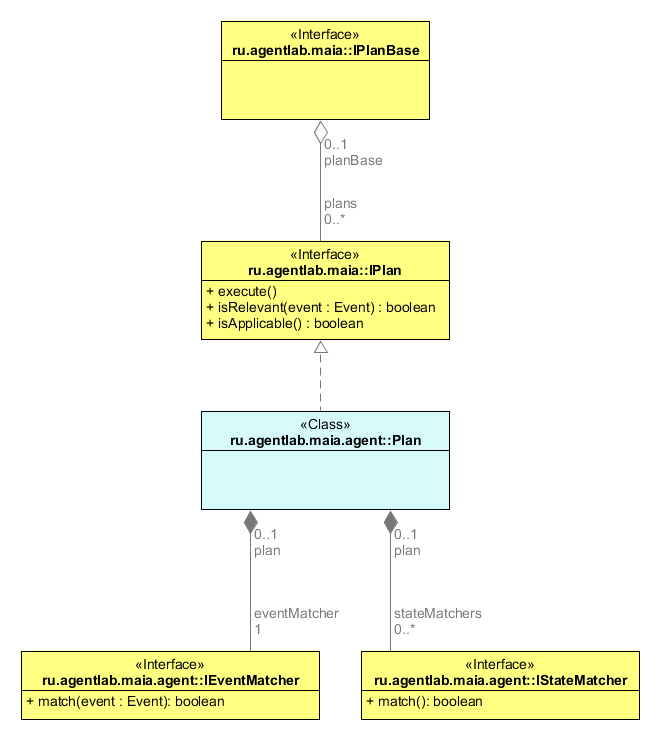 «Interface»
ru.agentlab.maia::IPlanBase
0..1
planBase
plans
0..*
«Interface»
ru.agentlab.maia::IPlan
+ execute()
+ isRelevant(event : Event) : boolean
+ isApplicable() : boolean
«Class»
ru.agentlab.maia.agent::Plan
0..1
plan
0..1
plan
eventMatcher
1
stateMatchers
0..*
«Interface»
ru.agentlab.maia.agent::IEventMatcher
+ match(event : Event): boolean
«Interface»
ru.agentlab.maia.agent::IStateMatcher
+ match(): boolean